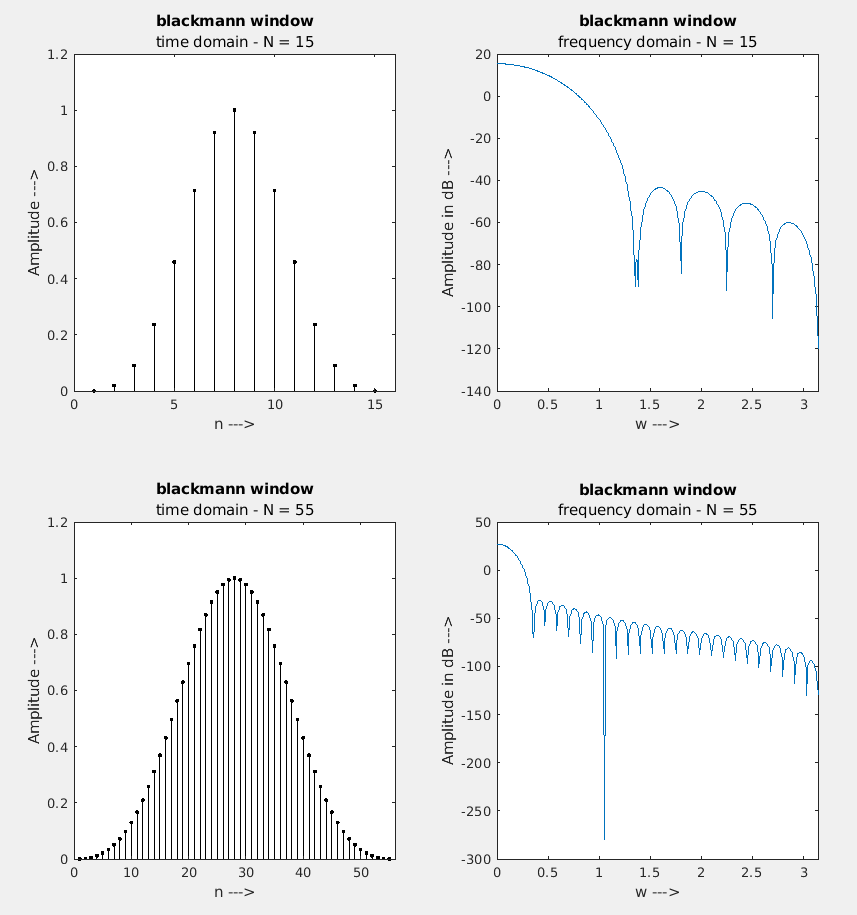 blackmann window
time domain - N = 15
1.2
1
0.8
0.6
0.4
0.2
0
Amplitude --->
0 5 10 15
n --->
blackmann window
frequency domain - N = 15
20
0
-20
-40
-60
-80
-100
-120
-140
Amplitude in dB --->
0 0.5 1 1.5 2 2.5 3
w --->
blackmann window
time domain - N = 55
1.2
1
0.8
0.6
0.4
0.2
0
Amplitude --->
0 10 20 30 40 50
n --->
blackmann window
frequency domain - N = 55
50
0
-50
-100
-150
-200
-250
-300
Amplitude in dB --->
0 0.5 1 1.5 2 2.5 3
w --->